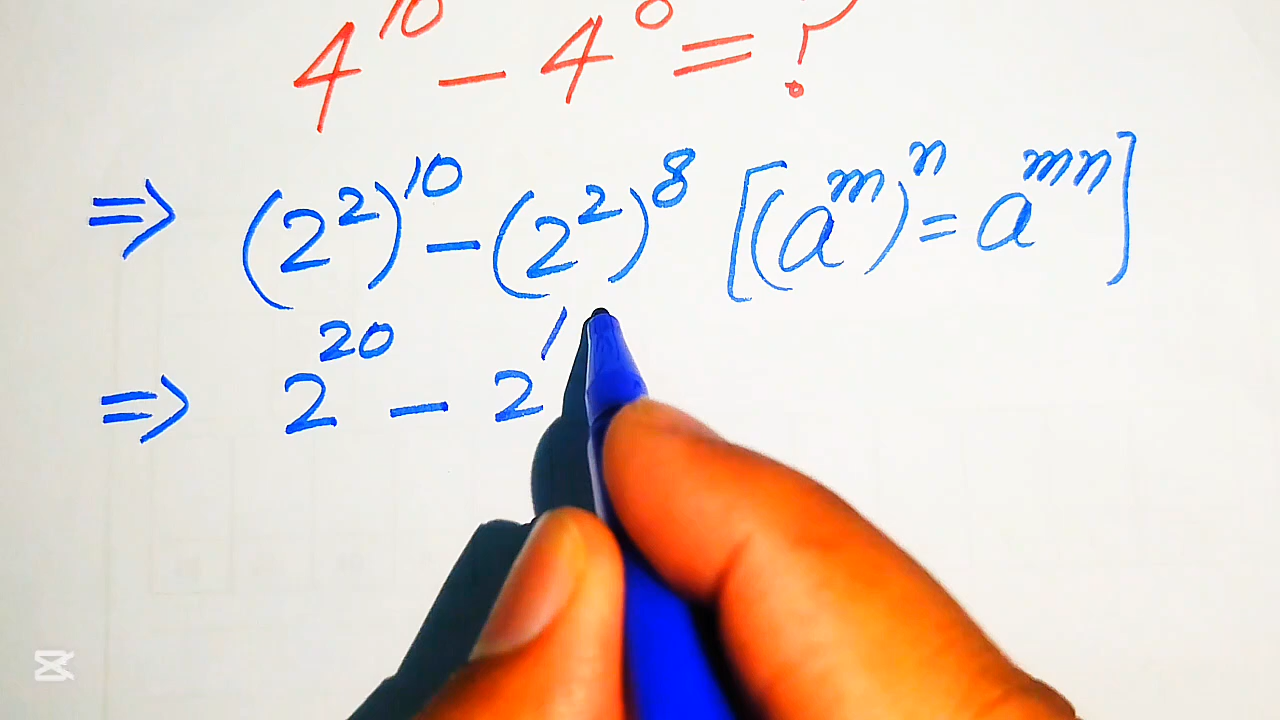 4^10 - 4^8 = ?
⇒ (2^2)^10 - (2^2)^8 [(a^m)^n = a^mn]
⇒ 2^20 - 2^1